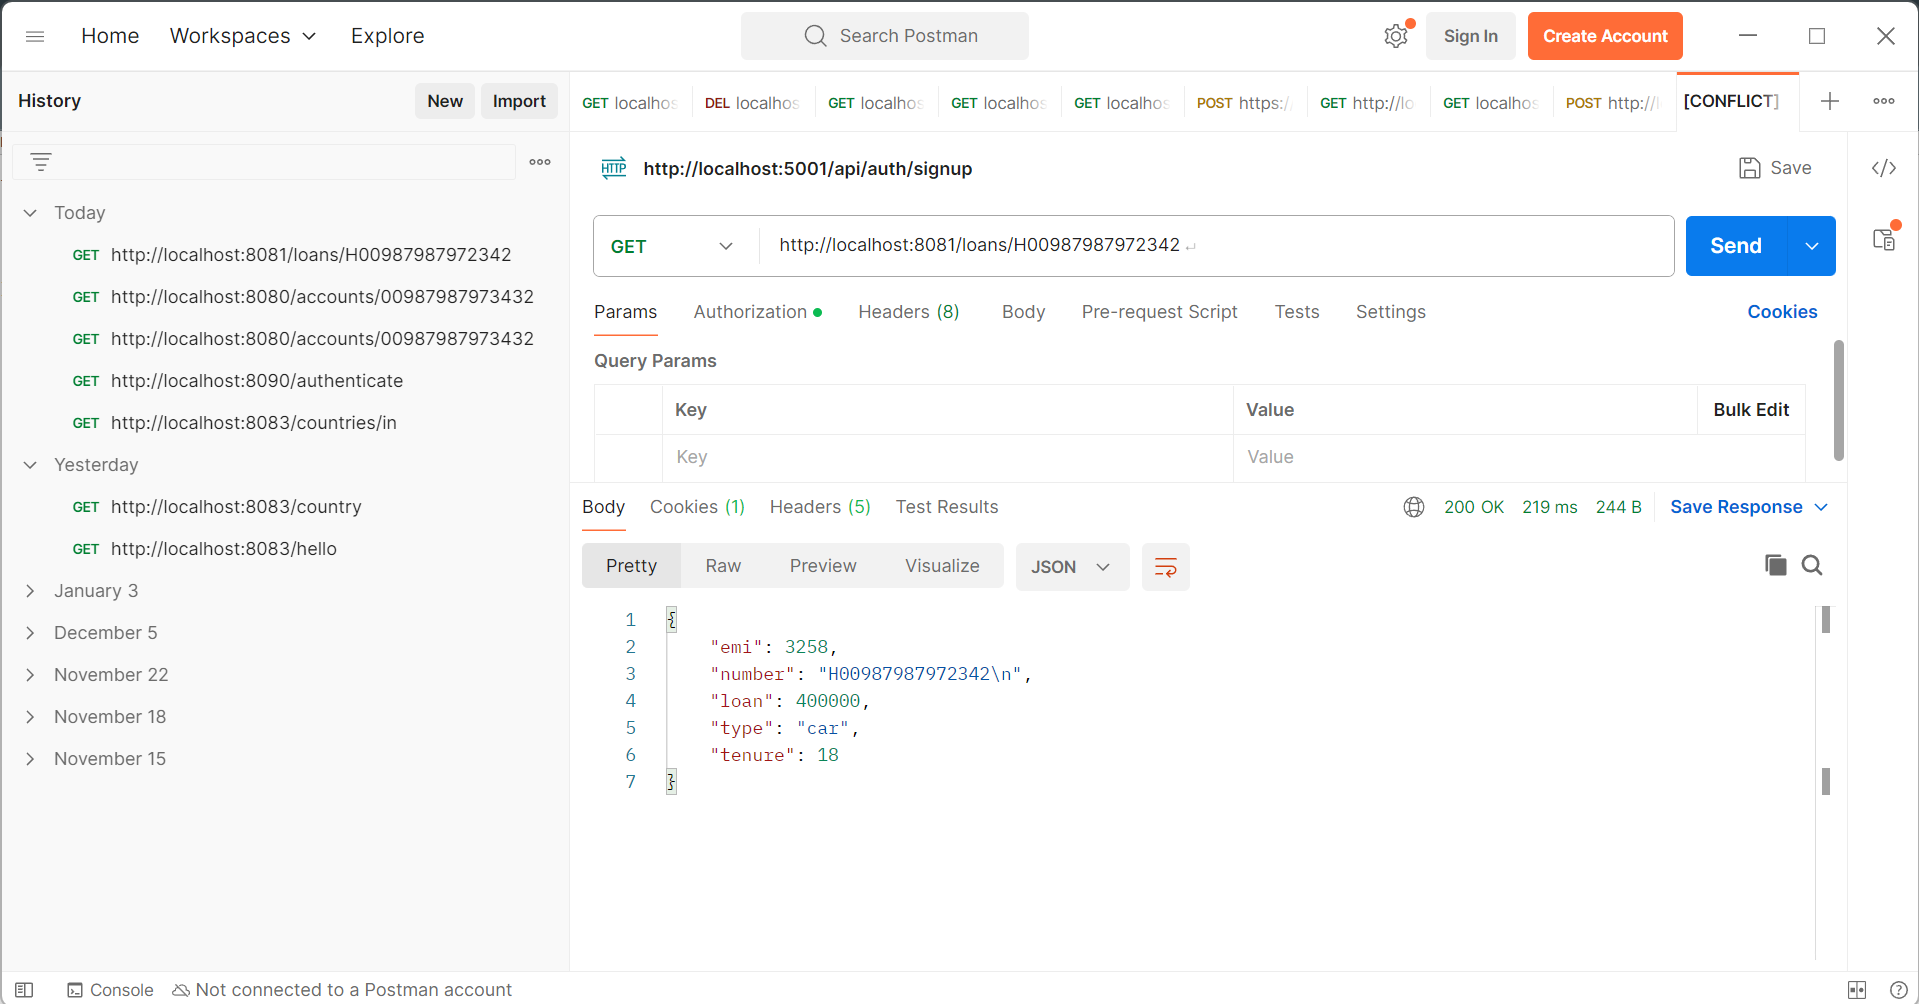 Home Workspaces Explore Search Postman Sign In Create Account
History New Import
GET localhos DEL localhos GET localhos GET localhos GET localhos POST https:/ GET http://lo GET localhos POST http://l [CONFLICT]
HTTP http://localhost:5001/api/auth/signup Save
Today
GET http://localhost:8081/loans/H00987987972342
GET http://localhost:8080/accounts/00987987973432
GET http://localhost:8080/accounts/00987987973432
GET http://localhost:8090/authenticate
GET http://localhost:8083/countries/in
Yesterday
GET http://localhost:8083/country
GET http://localhost:8083/hello
January 3
December 5
November 22
November 18
November 15
GET http://localhost:8081/loans/H00987987972342 Send
Params Authorization Headers (8) Body Pre-request Script Tests Settings Cookies
Query Params
Key Value Bulk Edit
Key Value
Body Cookies (1) Headers (5) Test Results 200 OK 219 ms 244 B Save Response
Pretty Raw Preview Visualize JSON
1 {
2 "emi": 3258,
3 "number": "H00987987972342\n",
4 "loan": 400000,
5 "type": "car",
6 "tenure": 18
7 }
Console Not connected to a Postman account